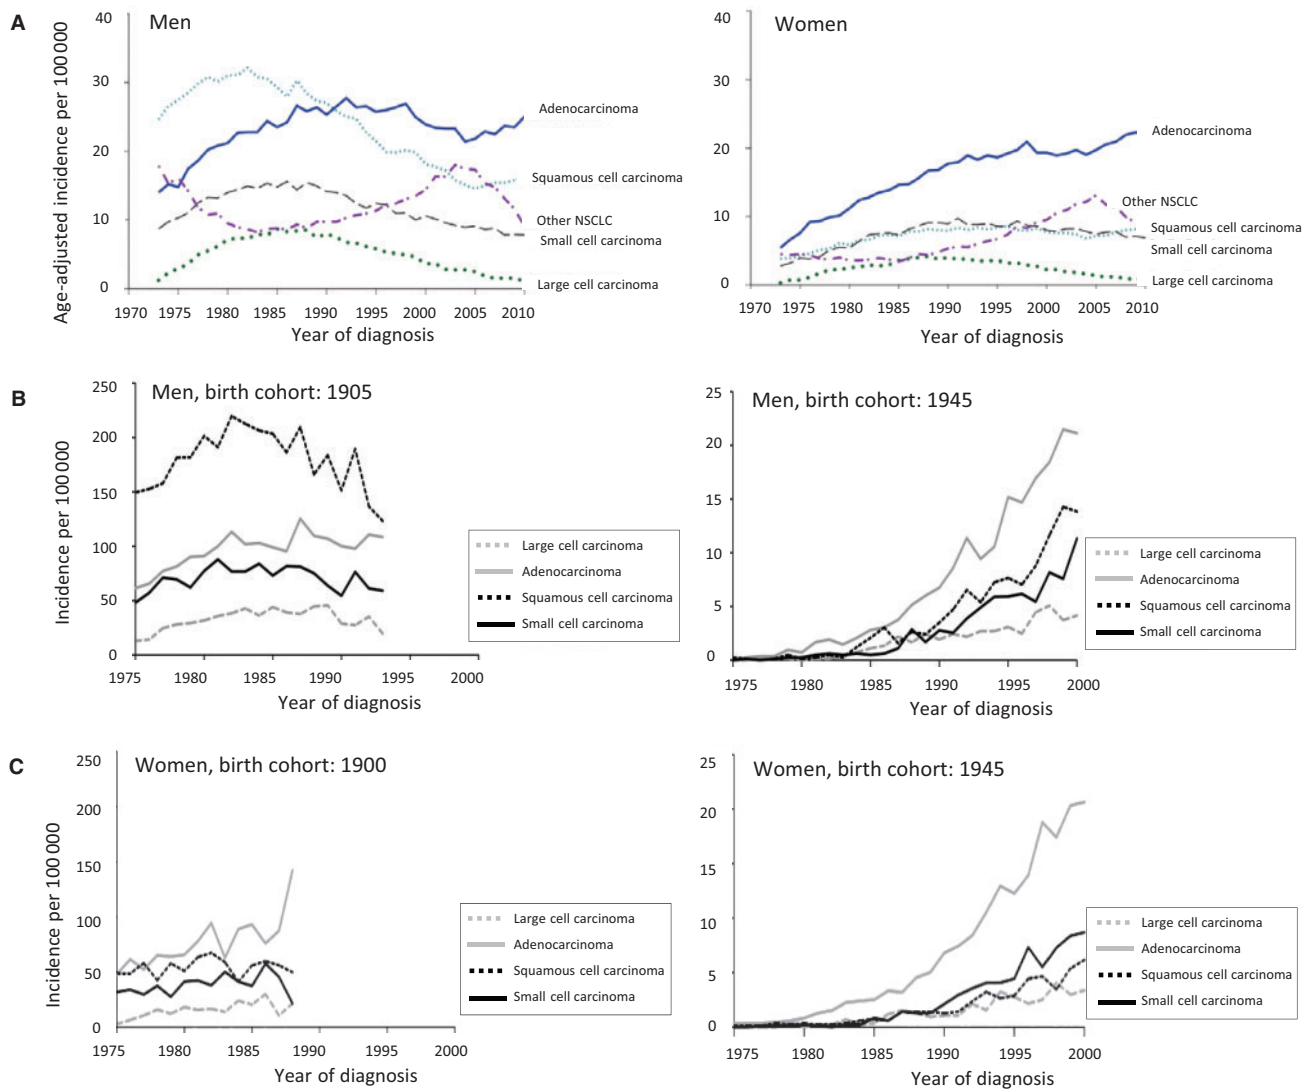 A
Men
Age-adjusted incidence per 100 000
40
30
20
10
0
1970 1975 1980 1985 1990 1995 2000 2005 2010
Year of diagnosis
Adenocarcinoma
Squamous cell carcinoma
Other NSCLC
Small cell carcinoma
Large cell carcinoma
Women
40
30
20
10
0
1970 1975 1980 1985 1990 1995 2000 2005 2010
Year of diagnosis
Adenocarcinoma
Other NSCLC
Squamous cell carcinoma
Small cell carcinoma
Large cell carcinoma
B
Men, birth cohort: 1905
Incidence per 100 000
250
200
150
100
50
0
1975 1980 1985 1990 1995 2000
Year of diagnosis
Large cell carcinoma
Adenocarcinoma
Squamous cell carcinoma
Small cell carcinoma
Men, birth cohort: 1945
25
20
15
10
5
0
1975 1980 1985 1990 1995 2000
Year of diagnosis
Large cell carcinoma
Adenocarcinoma
Squamous cell carcinoma
Small cell carcinoma
C
Women, birth cohort: 1900
Incidence per 100 000
250
200
150
100
50
0
1975 1980 1985 1990 1995 2000
Year of diagnosis
Large cell carcinoma
Adenocarcinoma
Squamous cell carcinoma
Small cell carcinoma
Women, birth cohort: 1945
25
20
15
10
5
0
1975 1980 1985 1990 1995 2000
Year of diagnosis
Large cell carcinoma
Adenocarcinoma
Squamous cell carcinoma
Small cell carcinoma